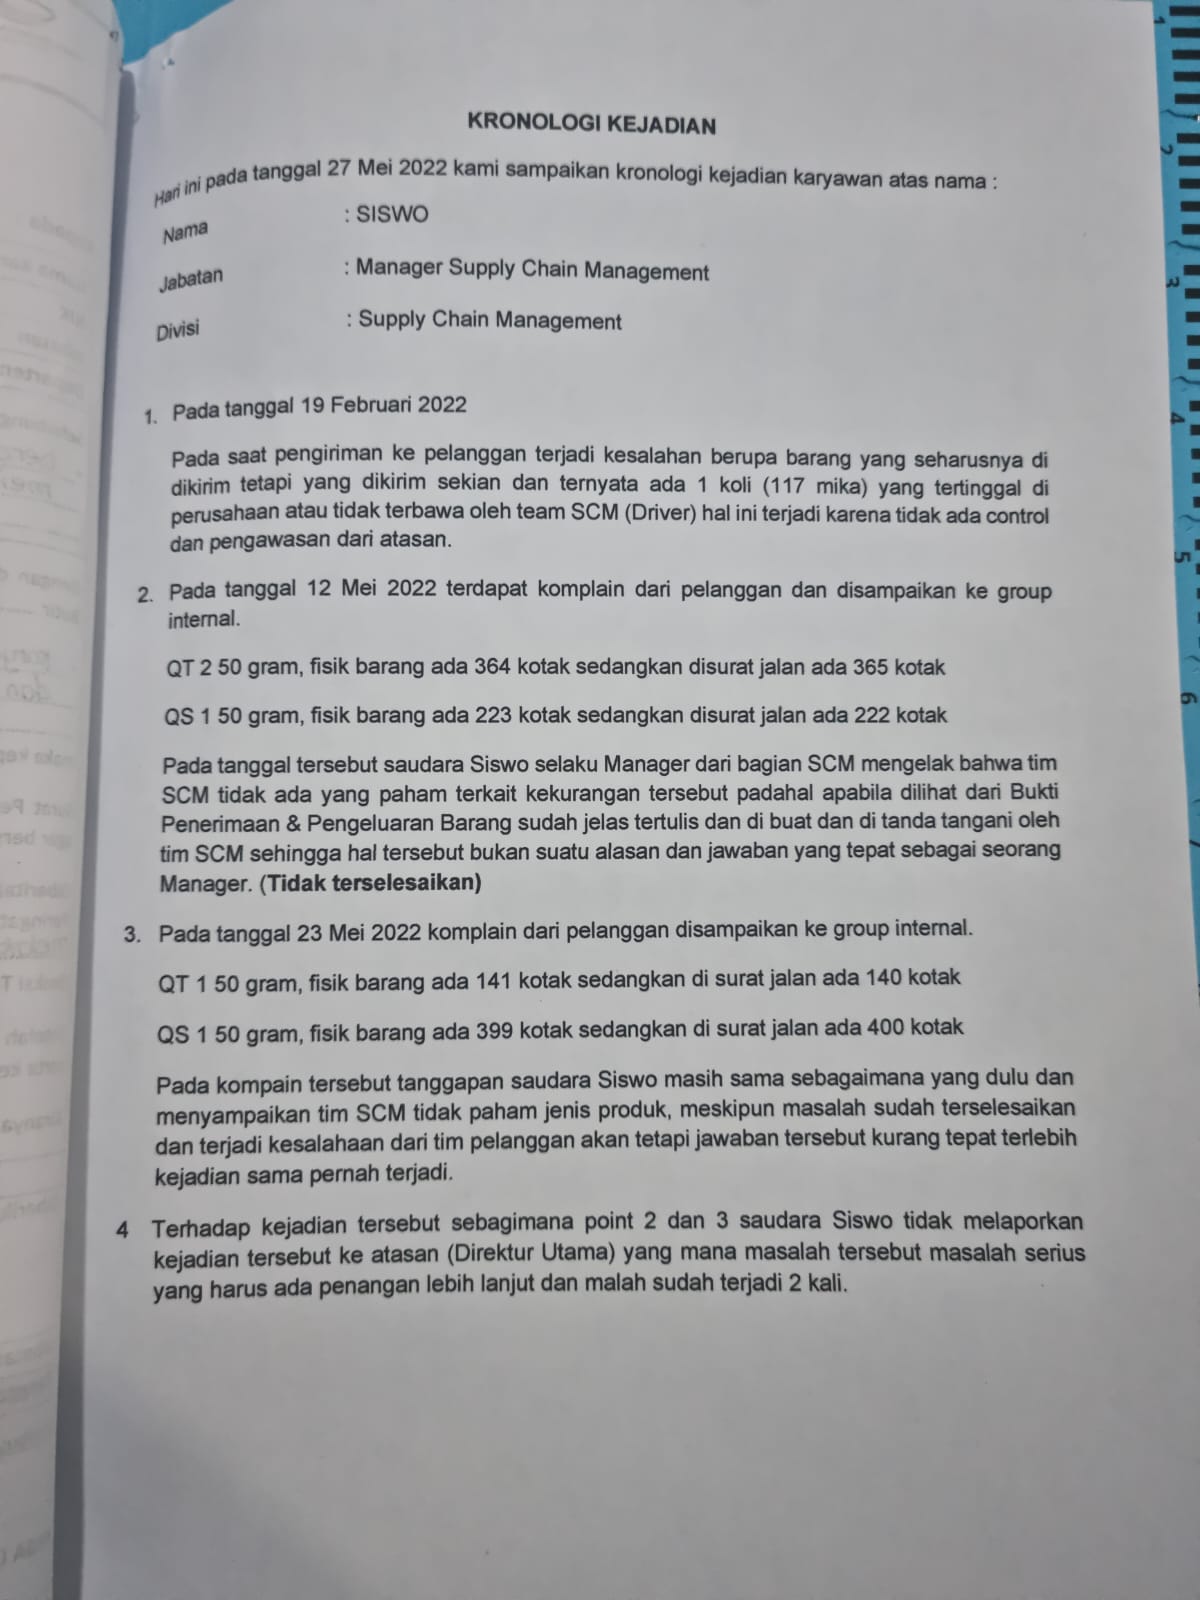 KRONOLOGI KEJADIAN
Hari ini pada tanggal 27 Mei 2022 kami sampaikan kronologi kejadian karyawan atas nama :
Nama : SISWO
Jabatan : Manager Supply Chain Management
Divisi : Supply Chain Management
1. Pada tanggal 19 Februari 2022
Pada saat pengiriman ke pelanggan terjadi kesalahan berupa barang yang seharusnya di
dikirim tetapi yang dikirim sekian dan ternyata ada 1 koli (117 mika) yang tertinggal di
perusahaan atau tidak terbawa oleh team SCM (Driver) hal ini terjadi karena tidak ada control
dan pengawasan dari atasan.
2. Pada tanggal 12 Mei 2022 terdapat komplain dari pelanggan dan disampaikan ke group
internal.
QT 2 50 gram, fisik barang ada 364 kotak sedangkan disurat jalan ada 365 kotak
QS 1 50 gram, fisik barang ada 223 kotak sedangkan disurat jalan ada 222 kotak
Pada tanggal tersebut saudara Siswo selaku Manager dari bagian SCM mengelak bahwa tim
SCM tidak ada yang paham terkait kekurangan tersebut padahal apabila dilihat dari Bukti
Penerimaan & Pengeluaran Barang sudah jelas tertulis dan di buat dan di tanda tangani oleh
tim SCM sehingga hal tersebut bukan suatu alasan dan jawaban yang tepat sebagai seorang
Manager. (Tidak terselesaikan)
3. Pada tanggal 23 Mei 2022 komplain dari pelanggan disampaikan ke group internal.
QT 1 50 gram, fisik barang ada 141 kotak sedangkan di surat jalan ada 140 kotak
QS 1 50 gram, fisik barang ada 399 kotak sedangkan di surat jalan ada 400 kotak
Pada kompain tersebut tanggapan saudara Siswo masih sama sebagaimana yang dulu dan
menyampaikan tim SCM tidak paham jenis produk, meskipun masalah sudah terselesaikan
dan terjadi kesalahaan dari tim pelanggan akan tetapi jawaban tersebut kurang tepat terlebih
kejadian sama pernah terjadi.
4 Terhadap kejadian tersebut sebagimana point 2 dan 3 saudara Siswo tidak melaporkan
kejadian tersebut ke atasan (Direktur Utama) yang mana masalah tersebut masalah serius
yang harus ada penangan lebih lanjut dan malah sudah terjadi 2 kali.
1
2
3
4
5
6